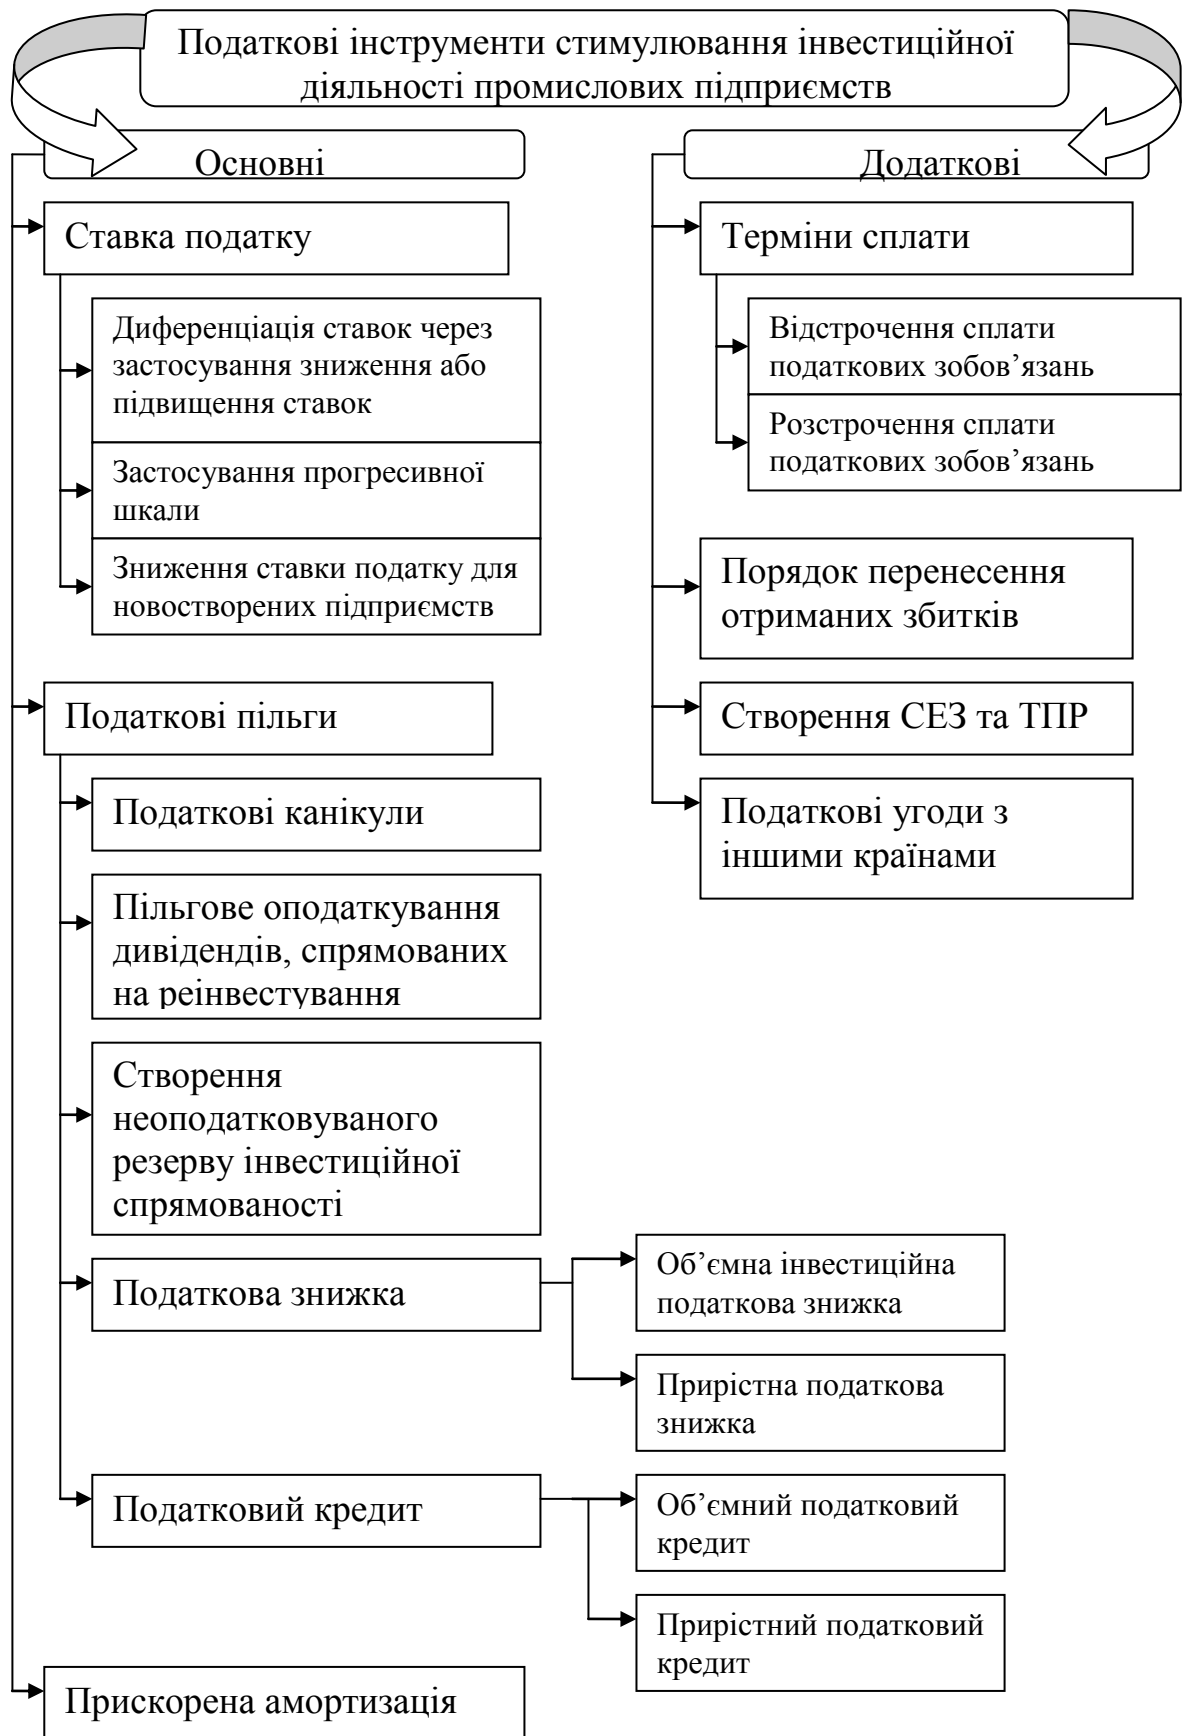 Податкові інструменти стимулювання інвестиційної
діяльності промислових підприємств
Основні
Ставка податку
Диференціація ставок через
застосування зниження або
підвищення ставок
Застосування прогресивної
шкали
Зниження ставки податку для
новостворених підприємств
Податкові пільги
Податкові канікули
Пільгове оподаткування
дивідендів, спрямованих
на реінвестування
Створення
неоподатковуваного
резерву інвестиційної
спрямованості
Податкова знижка
Об’ємна інвестиційна
податкова знижка
Прирістна податкова
знижка
Податковий кредит
Об’ємний податковий
кредит
Прирістний податковий
кредит
Прискорена амортизація
Додаткові
Терміни сплати
Відстрочення сплати
податкових зобов’язань
Розстрочення сплати
податкових зобов’язань
Порядок перенесення
отриманих збитків
Створення СЕЗ та ТПР
Податкові угоди з
іншими країнами